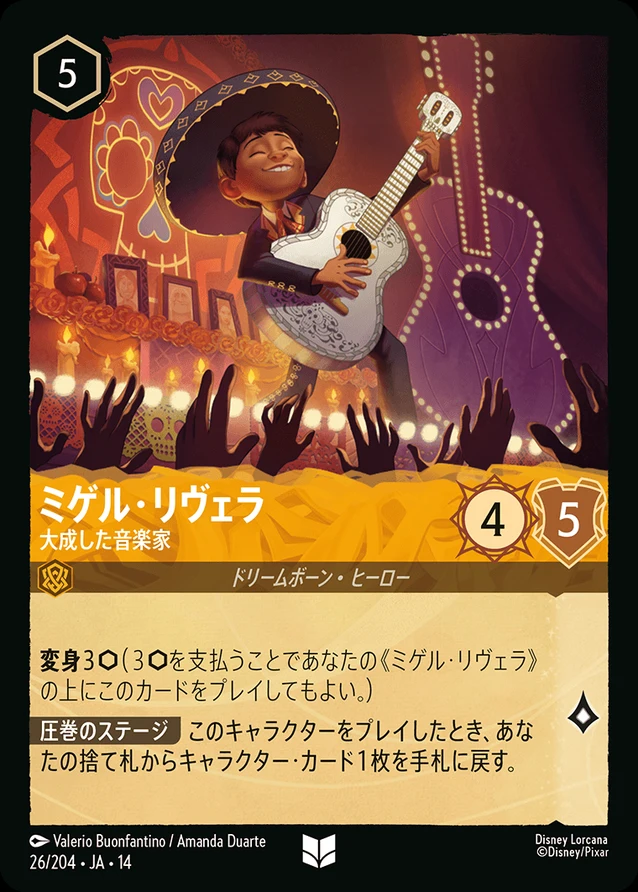 5
ミゲル・リヴェラ
大成した音楽家
4
5
ドリームボーン・ヒーロー
変身3⬡(3⬡を支払うことであなたの《ミゲル・リヴェラ》
の上にこのカードをプレイしてもよい。)
圧巻のステージ このキャラクターをプレイしたとき、あな
たの捨て札からキャラクター・カード1枚を手札に戻す。
Valerio Buonfantino / Amanda Duarte
26/204・JA・14
Disney Lorcana
©Disney/Pixar